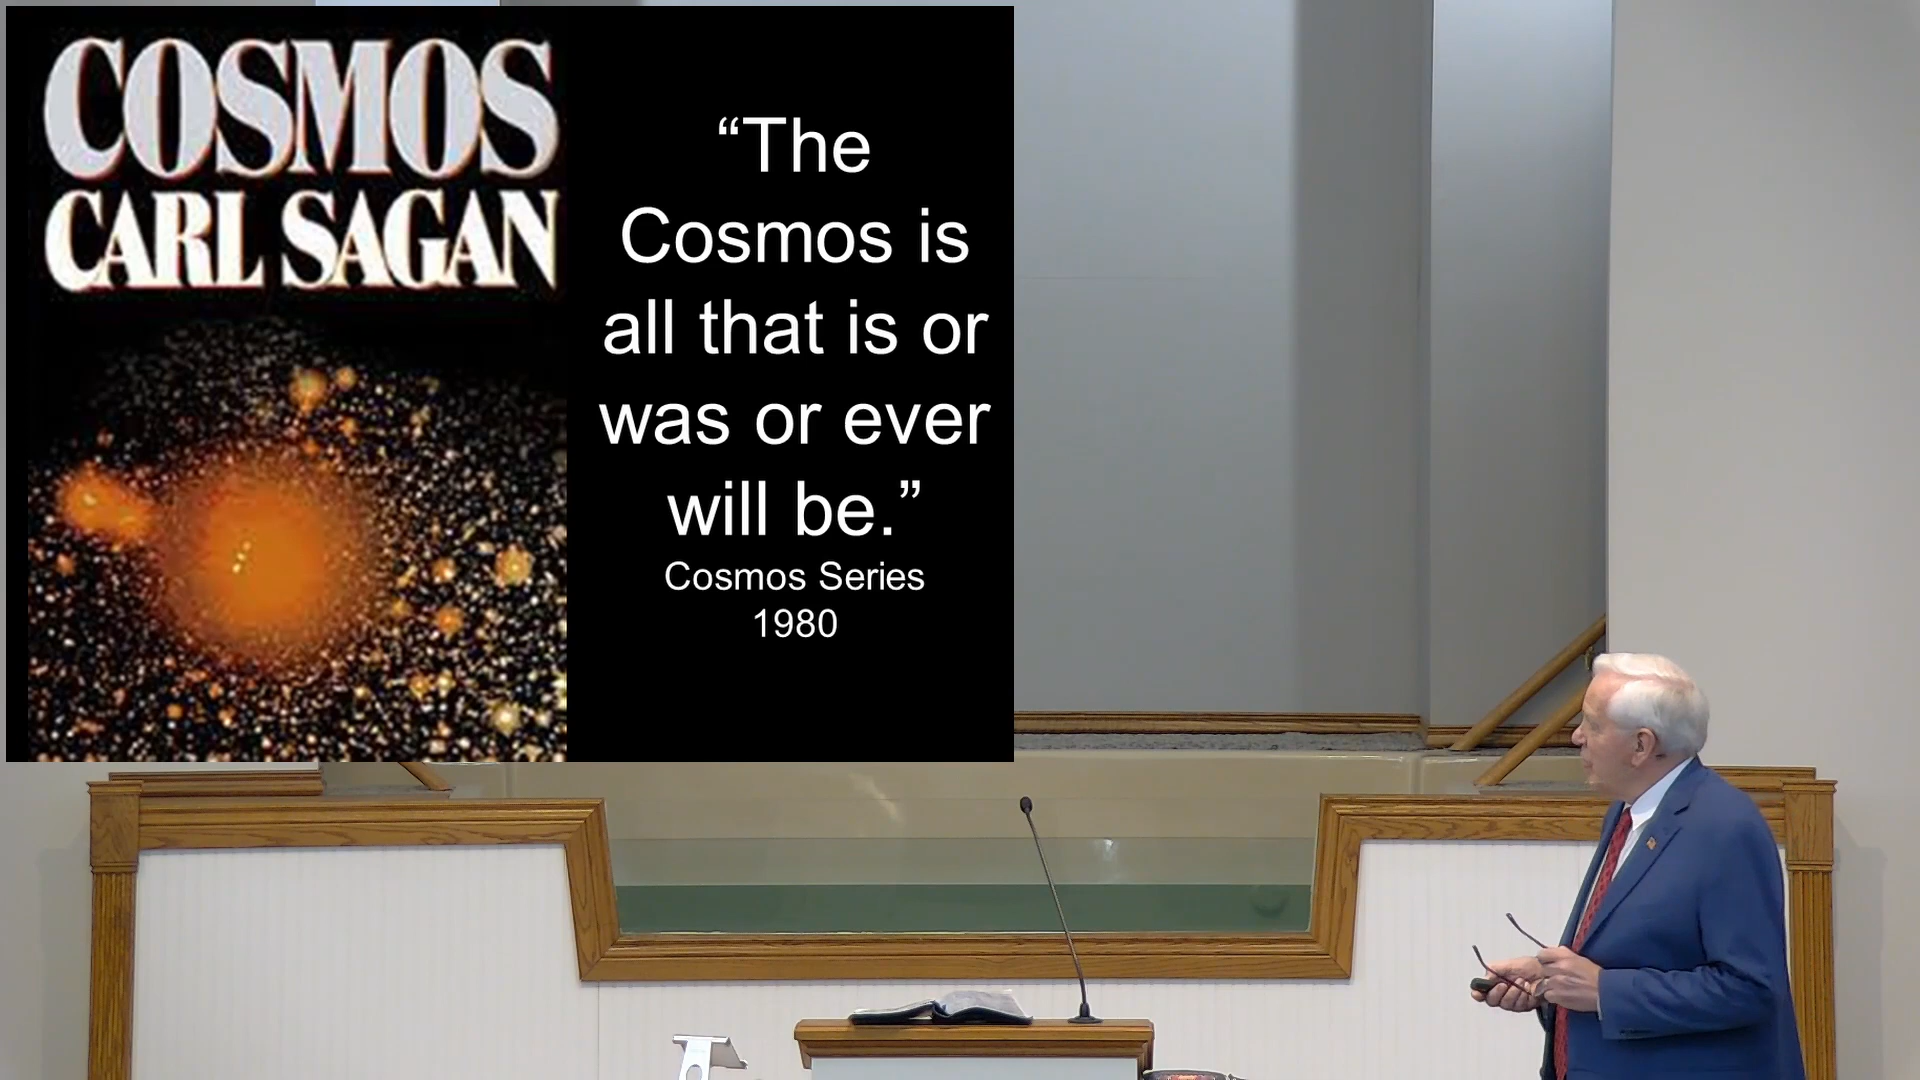 COSMOS
CARL SAGAN
“The
Cosmos is
all that is or
was or ever
will be.”
Cosmos Series
1980